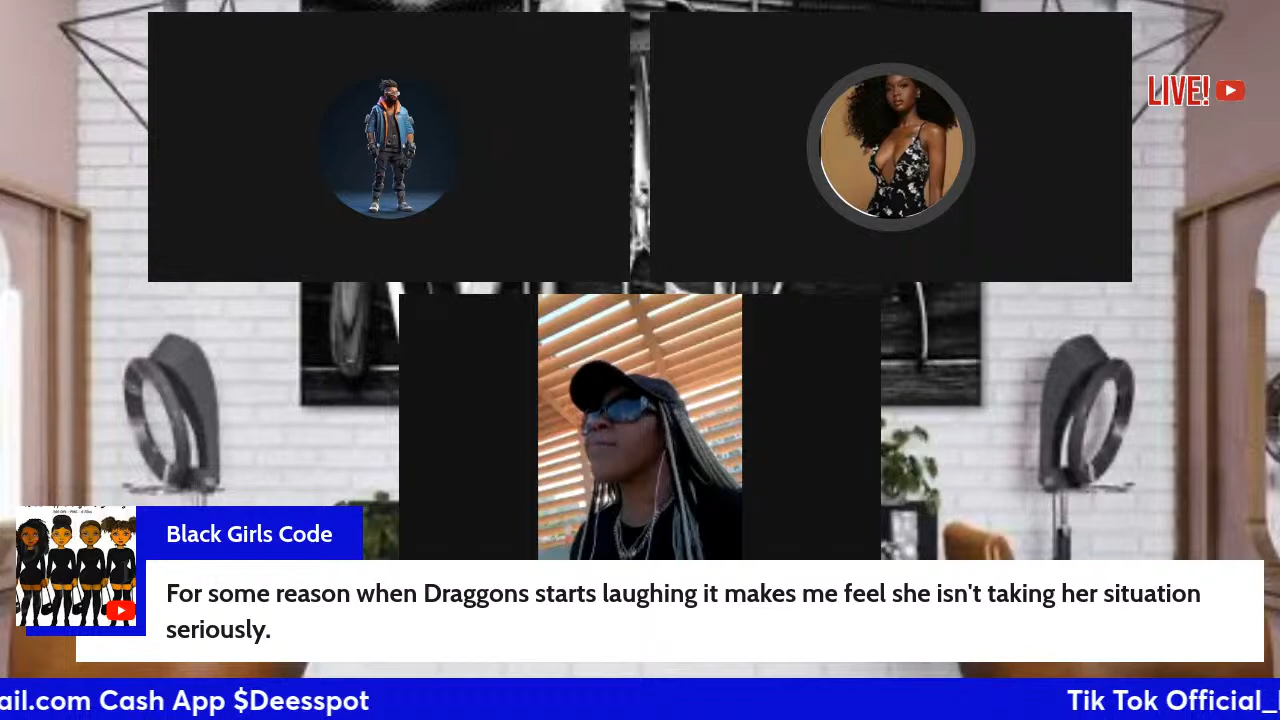 LIVE!
Black Girls Code
For some reason when Draggons starts laughing it makes me feel she isn't taking her situation
seriously.
ail.com Cash App $Deesspot
Tik Tok Official_